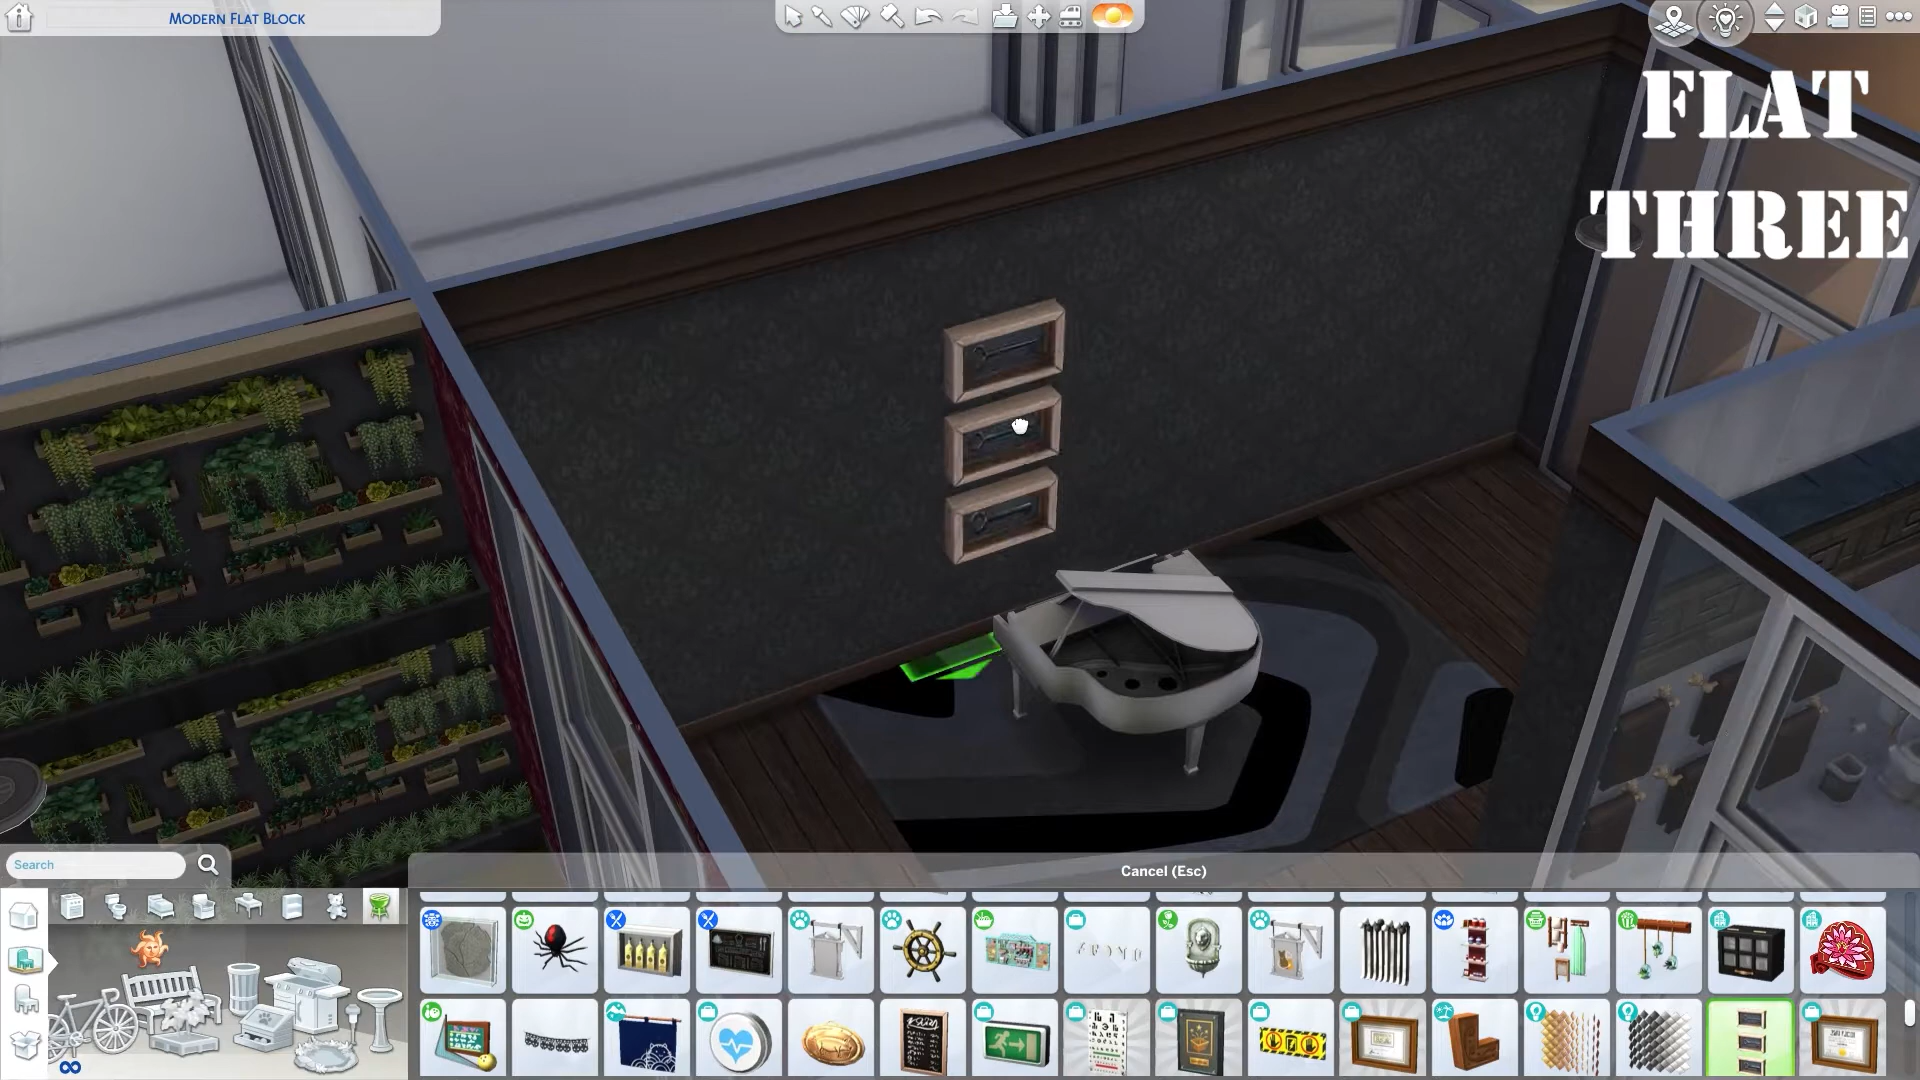 Modern Flat Block
FLAT
THREE
Search
Cancel (Esc)